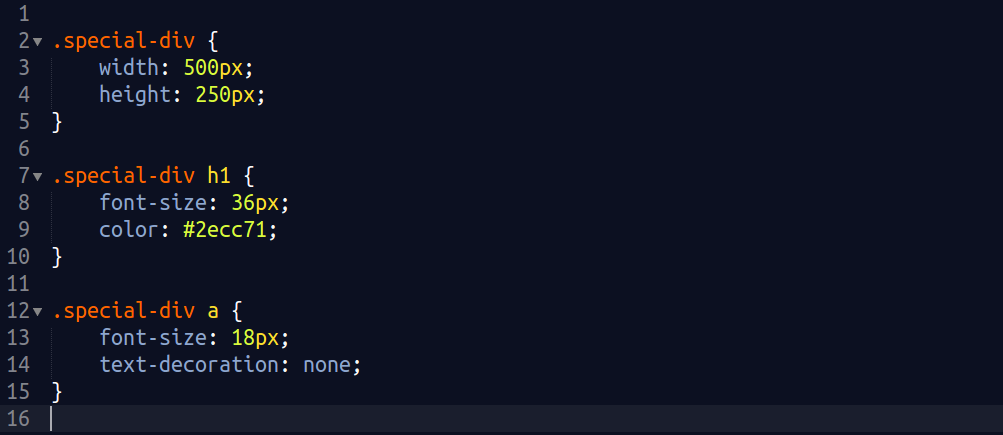 1
2 .special-div {
3     width: 500px;
4     height: 250px;
5 }
6
7 .special-div h1 {
8     font-size: 36px;
9     color: #2ecc71;
10 }
11
12 .special-div a {
13     font-size: 18px;
14     text-decoration: none;
15 }
16